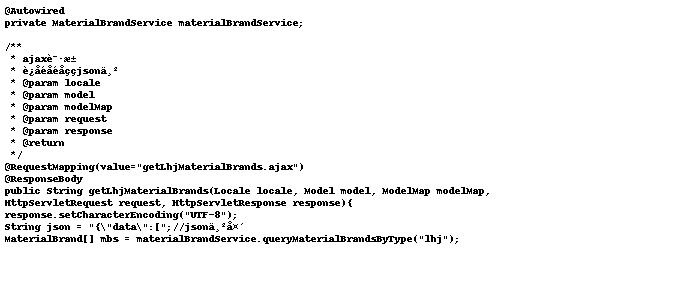 @Autowired
private MaterialBrandService materialBrandService;
/**
* ajaxè¯·æ±
* è¿åéåéåççjsonä¸²
* @param locale
* @param model
* @param modelMap
* @param request
* @param response
* @return
*/
@RequestMapping(value="getLhjMaterialBrands.ajax")
@ResponseBody
public String getLhjMaterialBrands(Locale locale, Model model, ModelMap modelMap,
HttpServletRequest request, HttpServletResponse response){
response.setCharacterEncoding("UTF-8");
String json = "{\"data\":[";//jsonä¸²å¤´
MaterialBrand[] mbs = materialBrandService.queryMaterialBrandsByType("lhj");